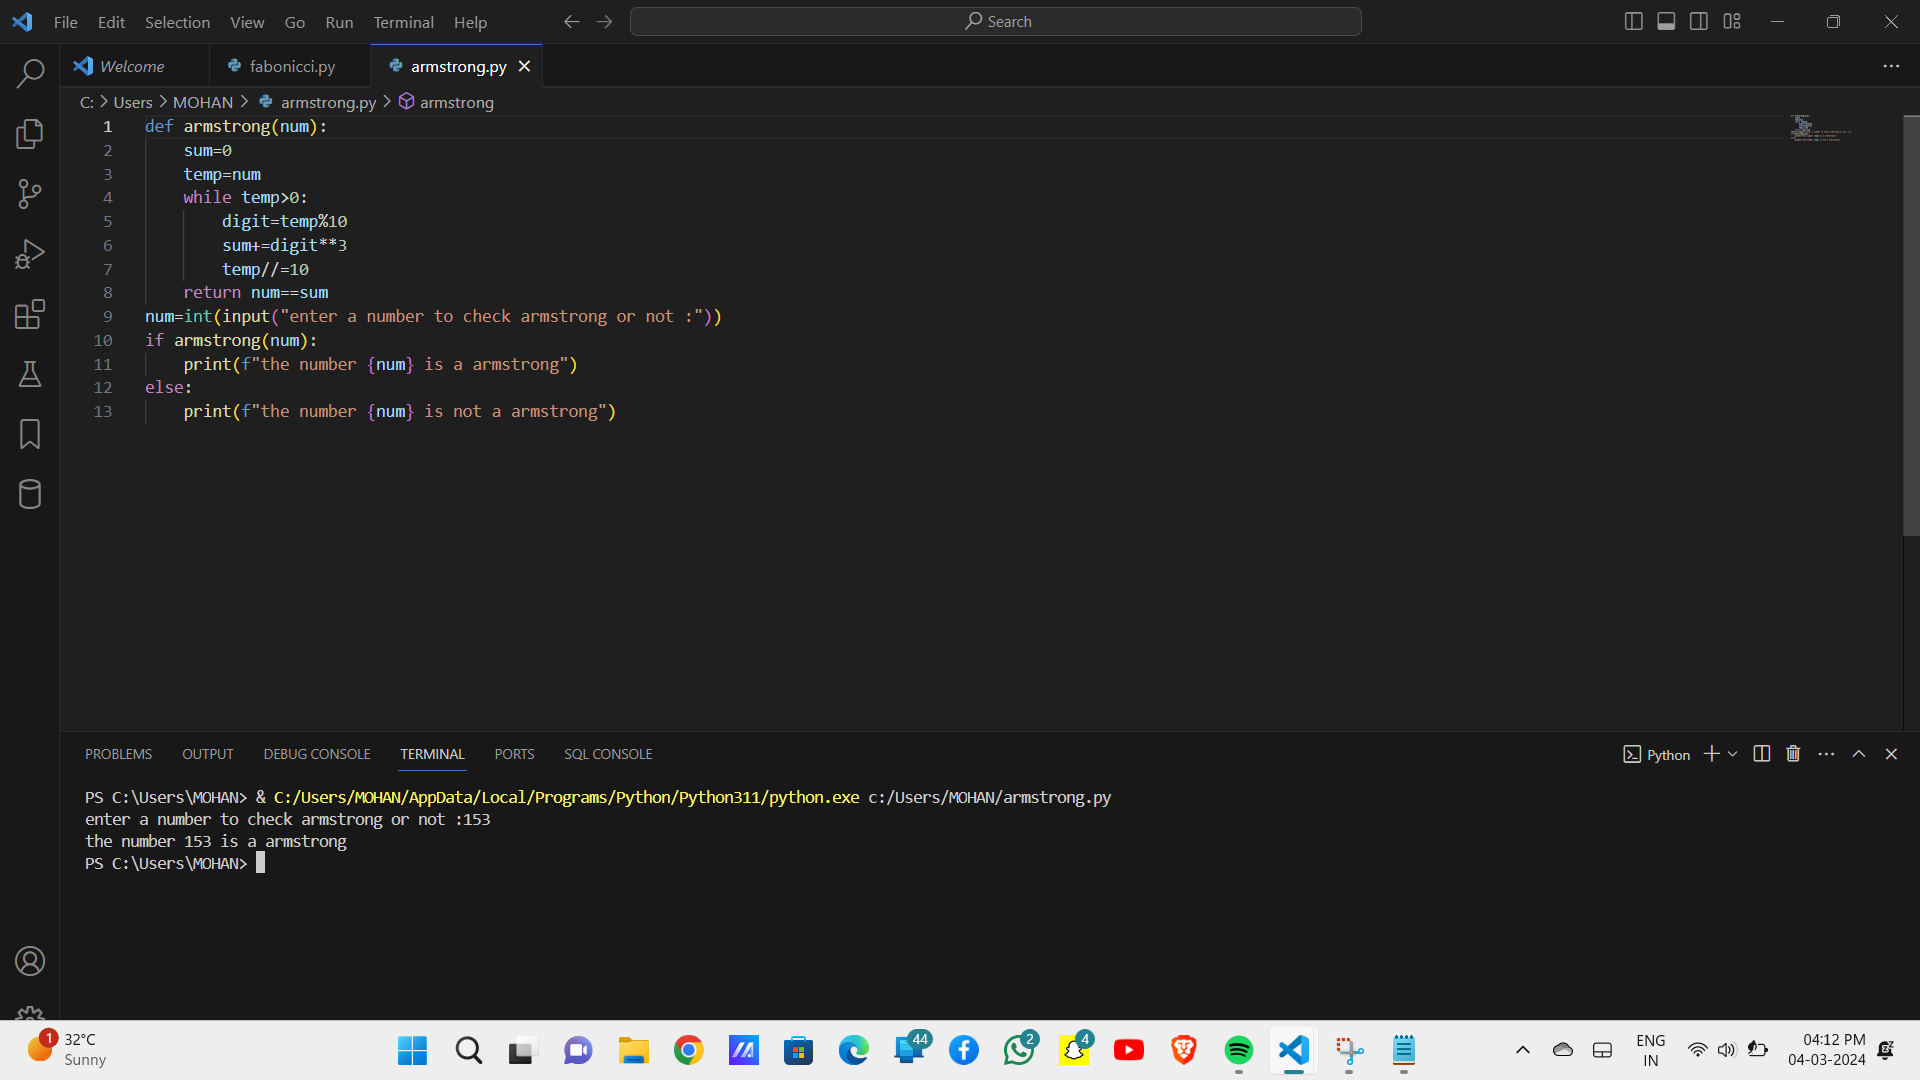 File Edit Selection View Go Run Terminal Help
Search
Welcome
fabonicci.py
armstrong.py
C: > Users > MOHAN > armstrong.py > armstrong
1 def armstrong(num):
2     sum=0
3     temp=num
4     while temp>0:
5         digit=temp%10
6         sum+=digit**3
7         temp//=10
8     return num==sum
9 num=int(input("enter a number to check armstrong or not :"))
10 if armstrong(num):
11     print(f"the number {num} is a armstrong")
12 else:
13     print(f"the number {num} is not a armstrong")
PROBLEMS OUTPUT DEBUG CONSOLE TERMINAL PORTS SQL CONSOLE
Python
PS C:\Users\MOHAN> & C:/Users/MOHAN/AppData/Local/Programs/Python/Python311/python.exe c:/Users/MOHAN/armstrong.py
enter a number to check armstrong or not :153
the number 153 is a armstrong
PS C:\Users\MOHAN>
1
32°C
Sunny
44
2
4
ENG
IN
04:12 PM
04-03-2024